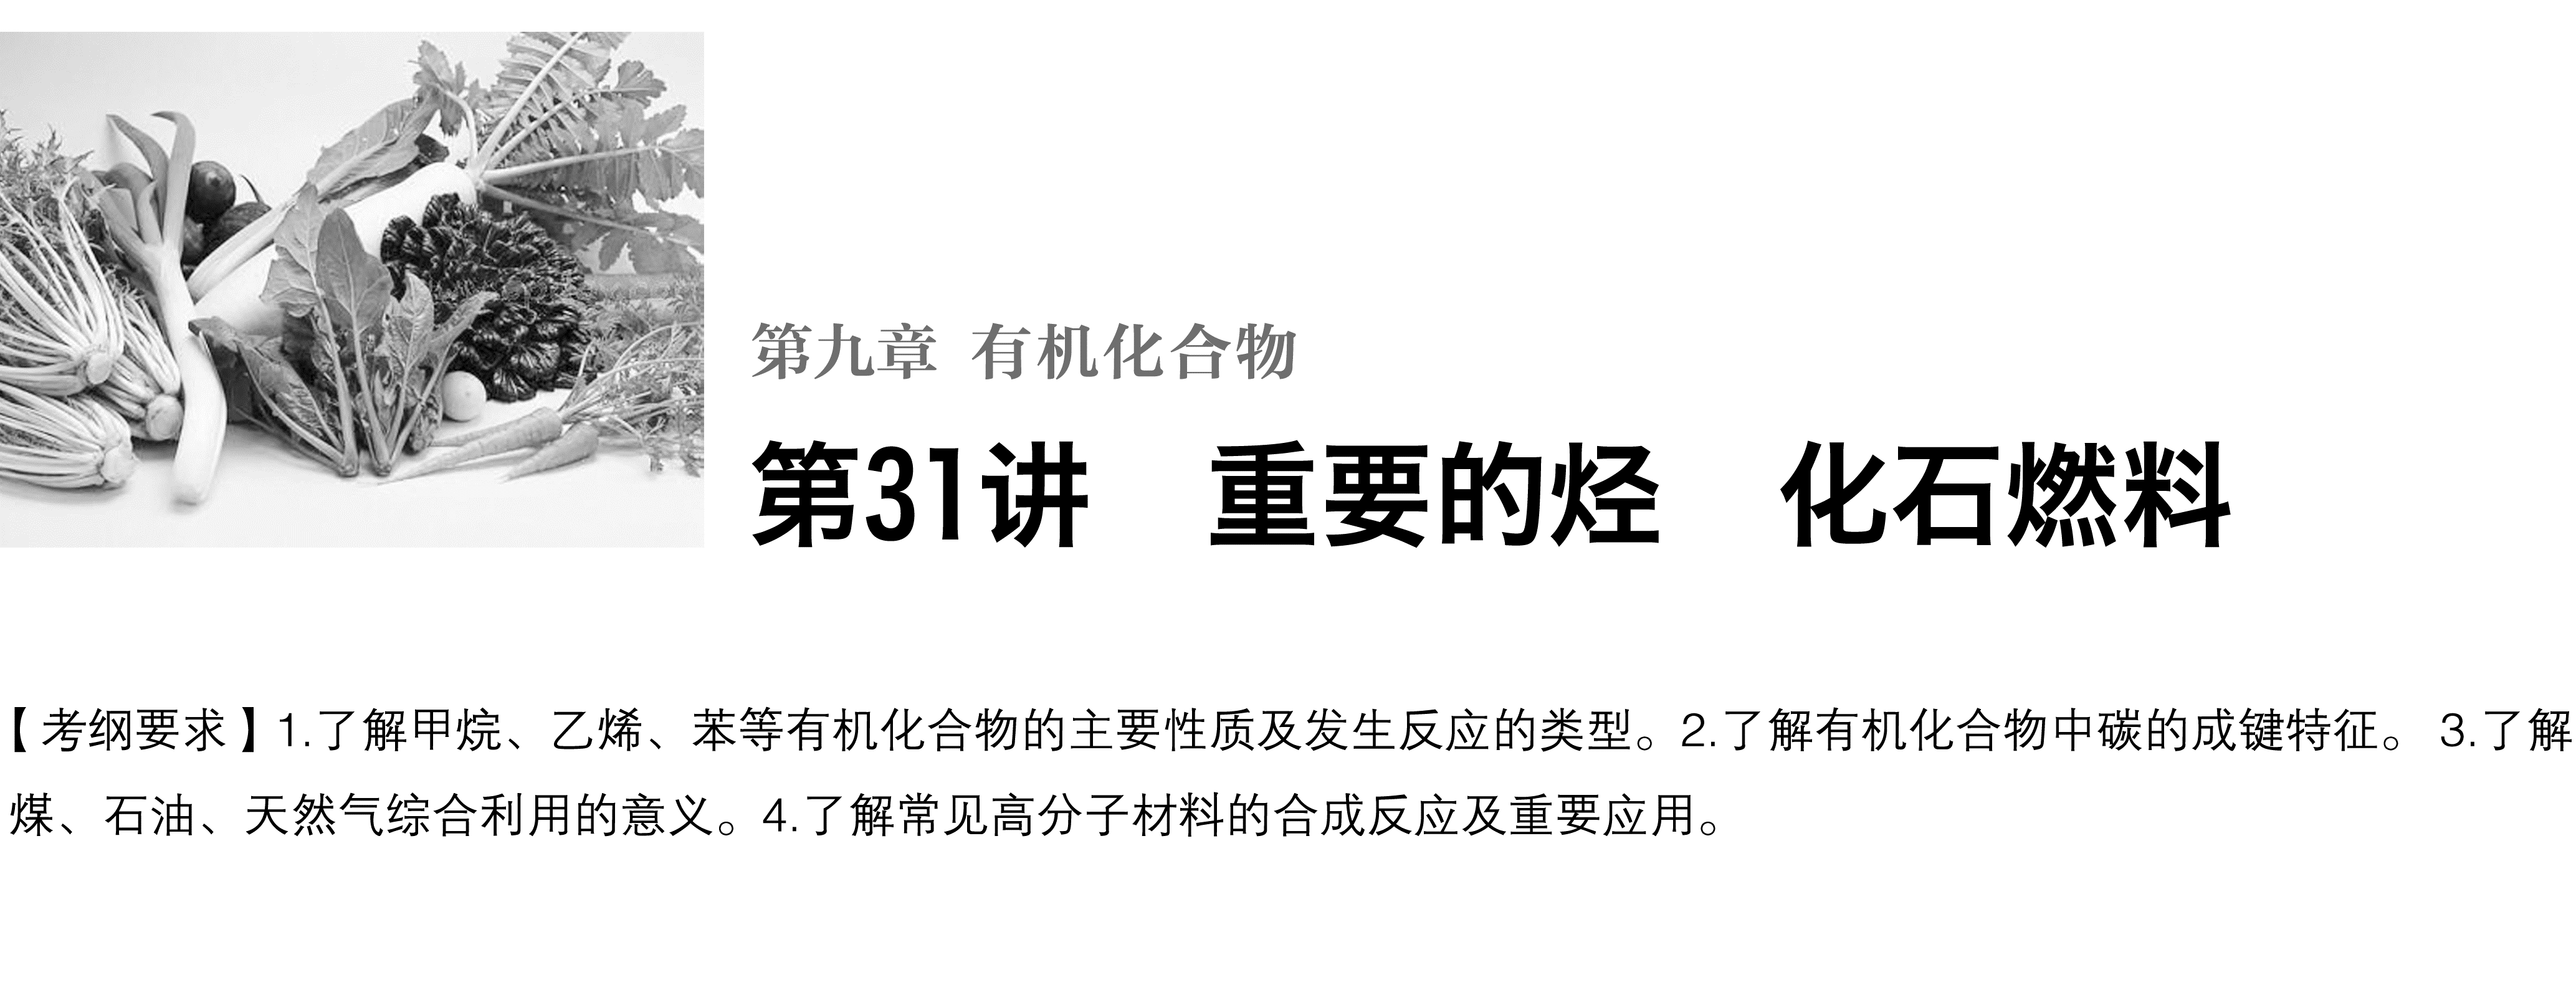 第九章 有机化合物
第31讲 重要的烃 化石燃料
【考纲要求】1.了解甲烷、乙烯、苯等有机化合物的主要性质及发生反应的类型。2.了解有机化合物中碳的成键特征。 3.了解
煤、石油、天然气综合利用的意义。4.了解常见高分子材料的合成反应及重要应用。